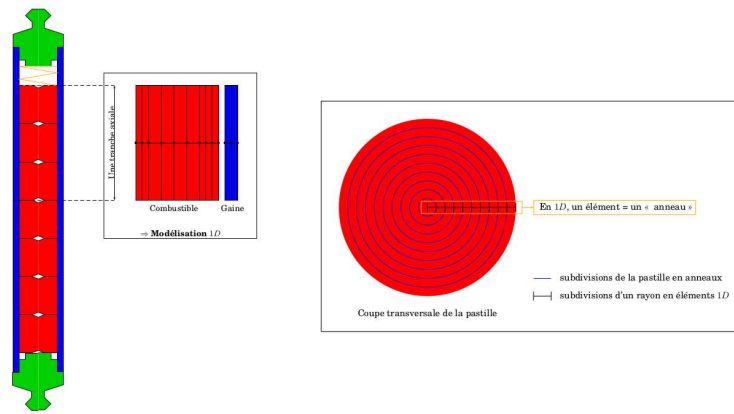 Une tranche axiale
Combustible
Gaine
⇒ Modélisation 1D
En 1D, un élément = un « anneau »
subdivisions de la pastille en anneaux
subdivisions d'un rayon en éléments 1D
Coupe transversale de la pastille